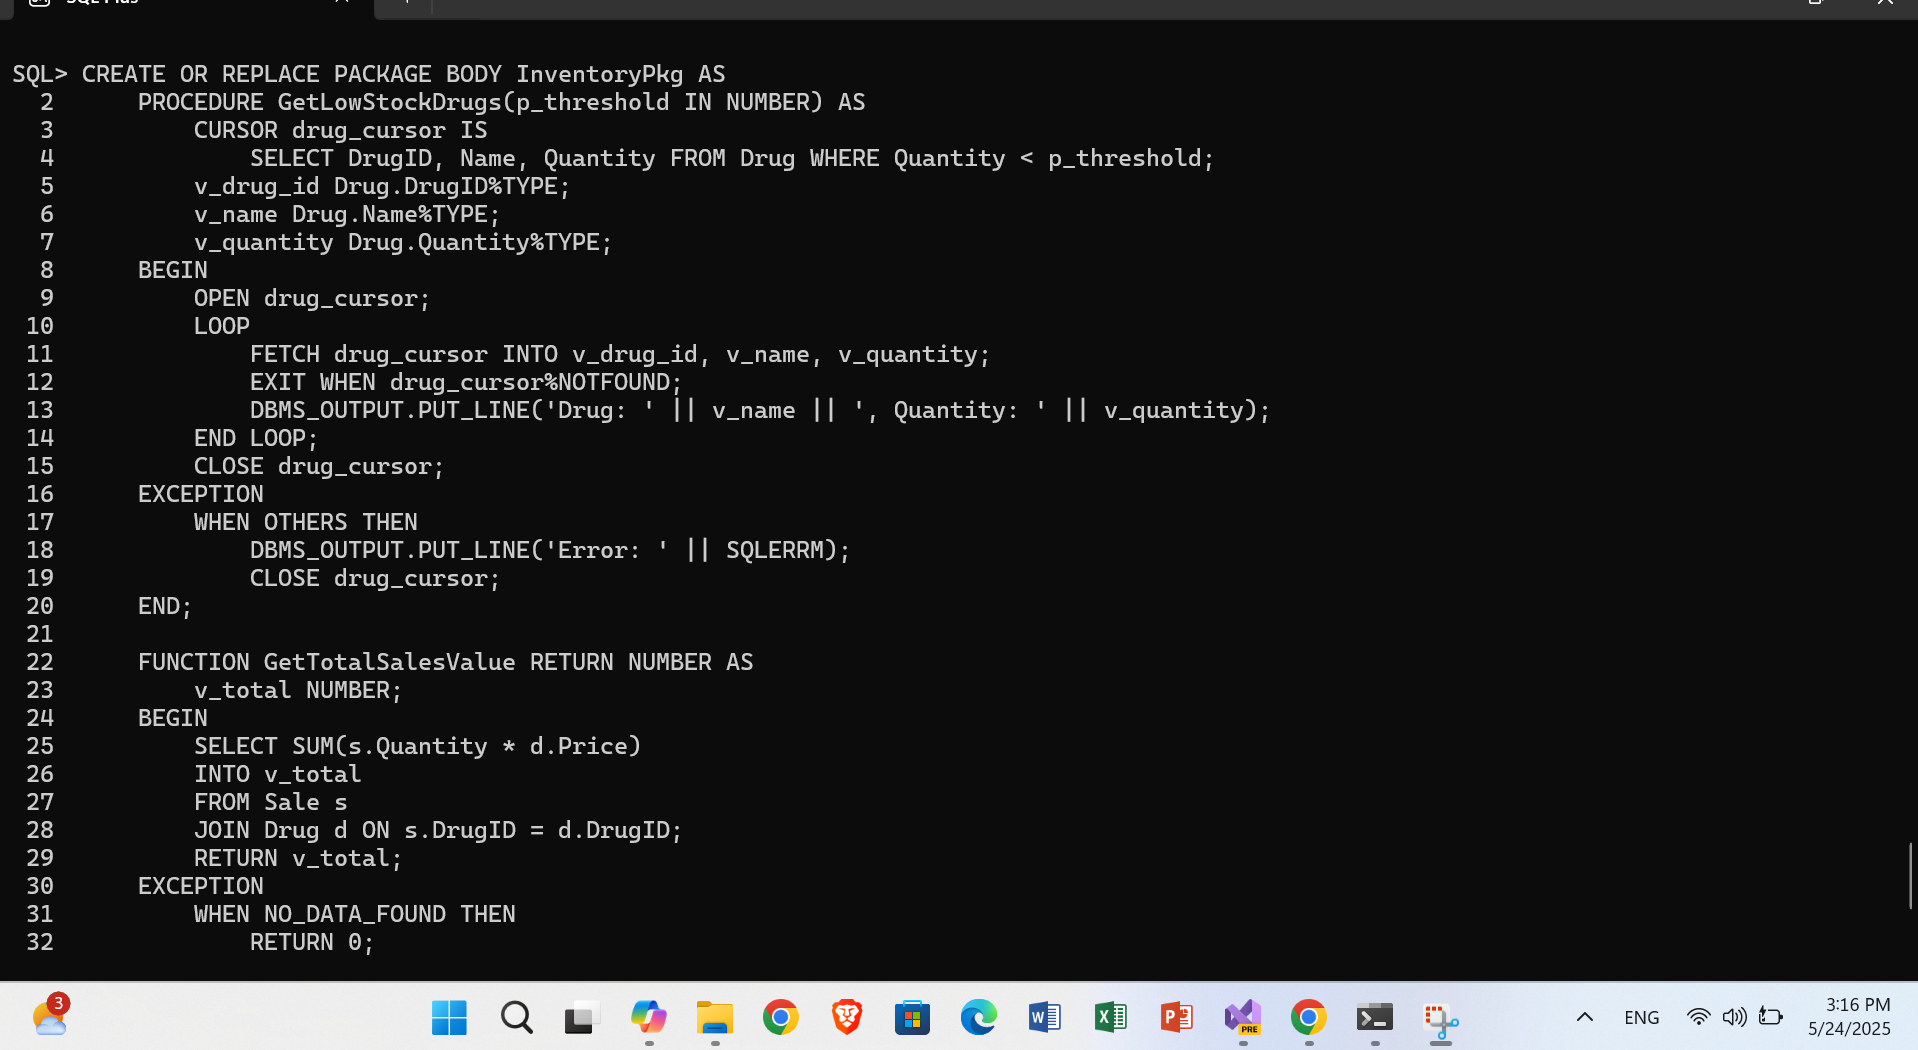 SQL> CREATE OR REPLACE PACKAGE BODY InventoryPkg AS
2 PROCEDURE GetLowStockDrugs(p_threshold IN NUMBER) AS
3 CURSOR drug_cursor IS
4 SELECT DrugID, Name, Quantity FROM Drug WHERE Quantity < p_threshold;
5 v_drug_id Drug.DrugID%TYPE;
6 v_name Drug.Name%TYPE;
7 v_quantity Drug.Quantity%TYPE;
8 BEGIN
9 OPEN drug_cursor;
10 LOOP
11 FETCH drug_cursor INTO v_drug_id, v_name, v_quantity;
12 EXIT WHEN drug_cursor%NOTFOUND;
13 DBMS_OUTPUT.PUT_LINE('Drug: ' || v_name || ', Quantity: ' || v_quantity);
14 END LOOP;
15 CLOSE drug_cursor;
16 EXCEPTION
17 WHEN OTHERS THEN
18 DBMS_OUTPUT.PUT_LINE('Error: ' || SQLERRM);
19 CLOSE drug_cursor;
20 END;
21
22 FUNCTION GetTotalSalesValue RETURN NUMBER AS
23 v_total NUMBER;
24 BEGIN
25 SELECT SUM(s.Quantity * d.Price)
26 INTO v_total
27 FROM Sale s
28 JOIN Drug d ON s.DrugID = d.DrugID;
29 RETURN v_total;
30 EXCEPTION
31 WHEN NO_DATA_FOUND THEN
32 RETURN 0;
3
PRE
ENG
3:16 PM
5/24/2025